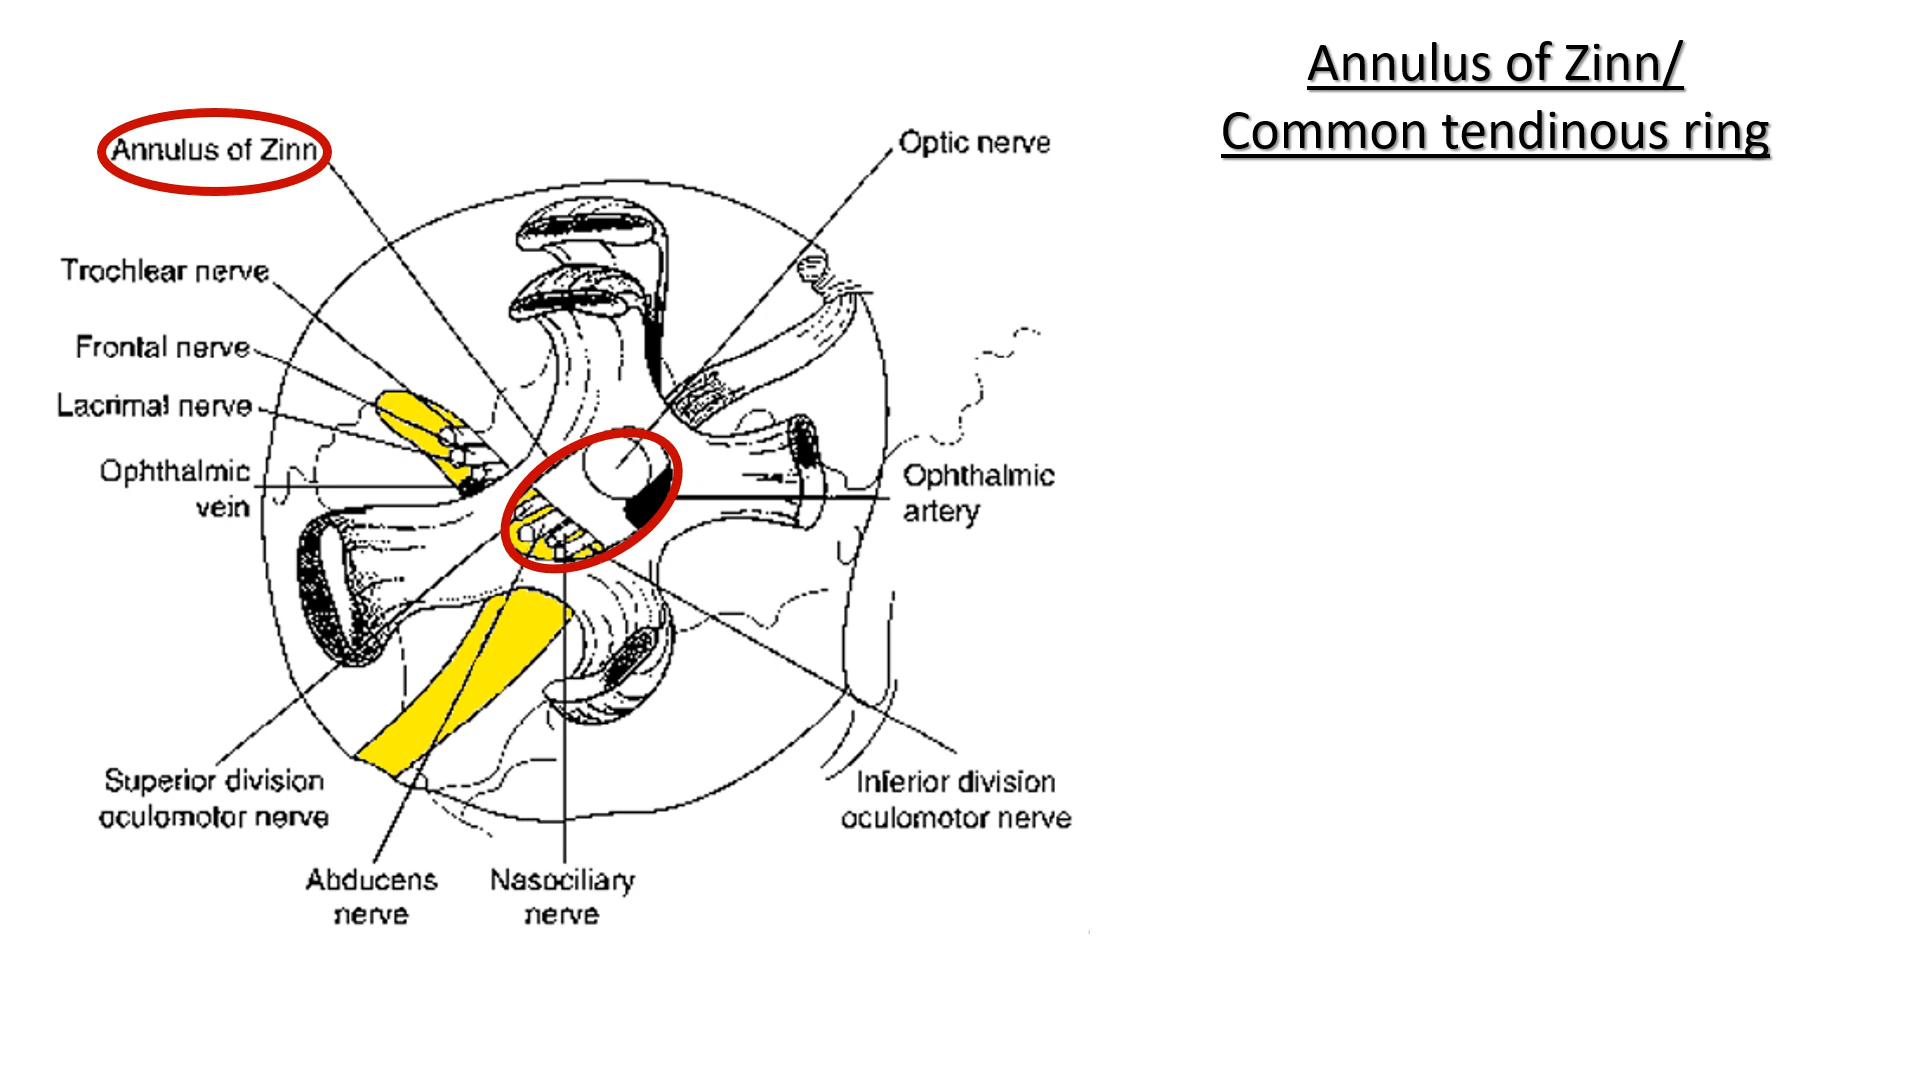 Annulus of Zinn/
Common tendinous ring
Annulus of Zinn
Optic nerve
Trochlear nerve
Frontal nerve
Lacrimal nerve
Ophthalmic
vein
Ophthalmic
artery
Superior division
oculomotor nerve
Inferior division
oculomotor nerve
Abducens
nerve
Nasociliary
nerve